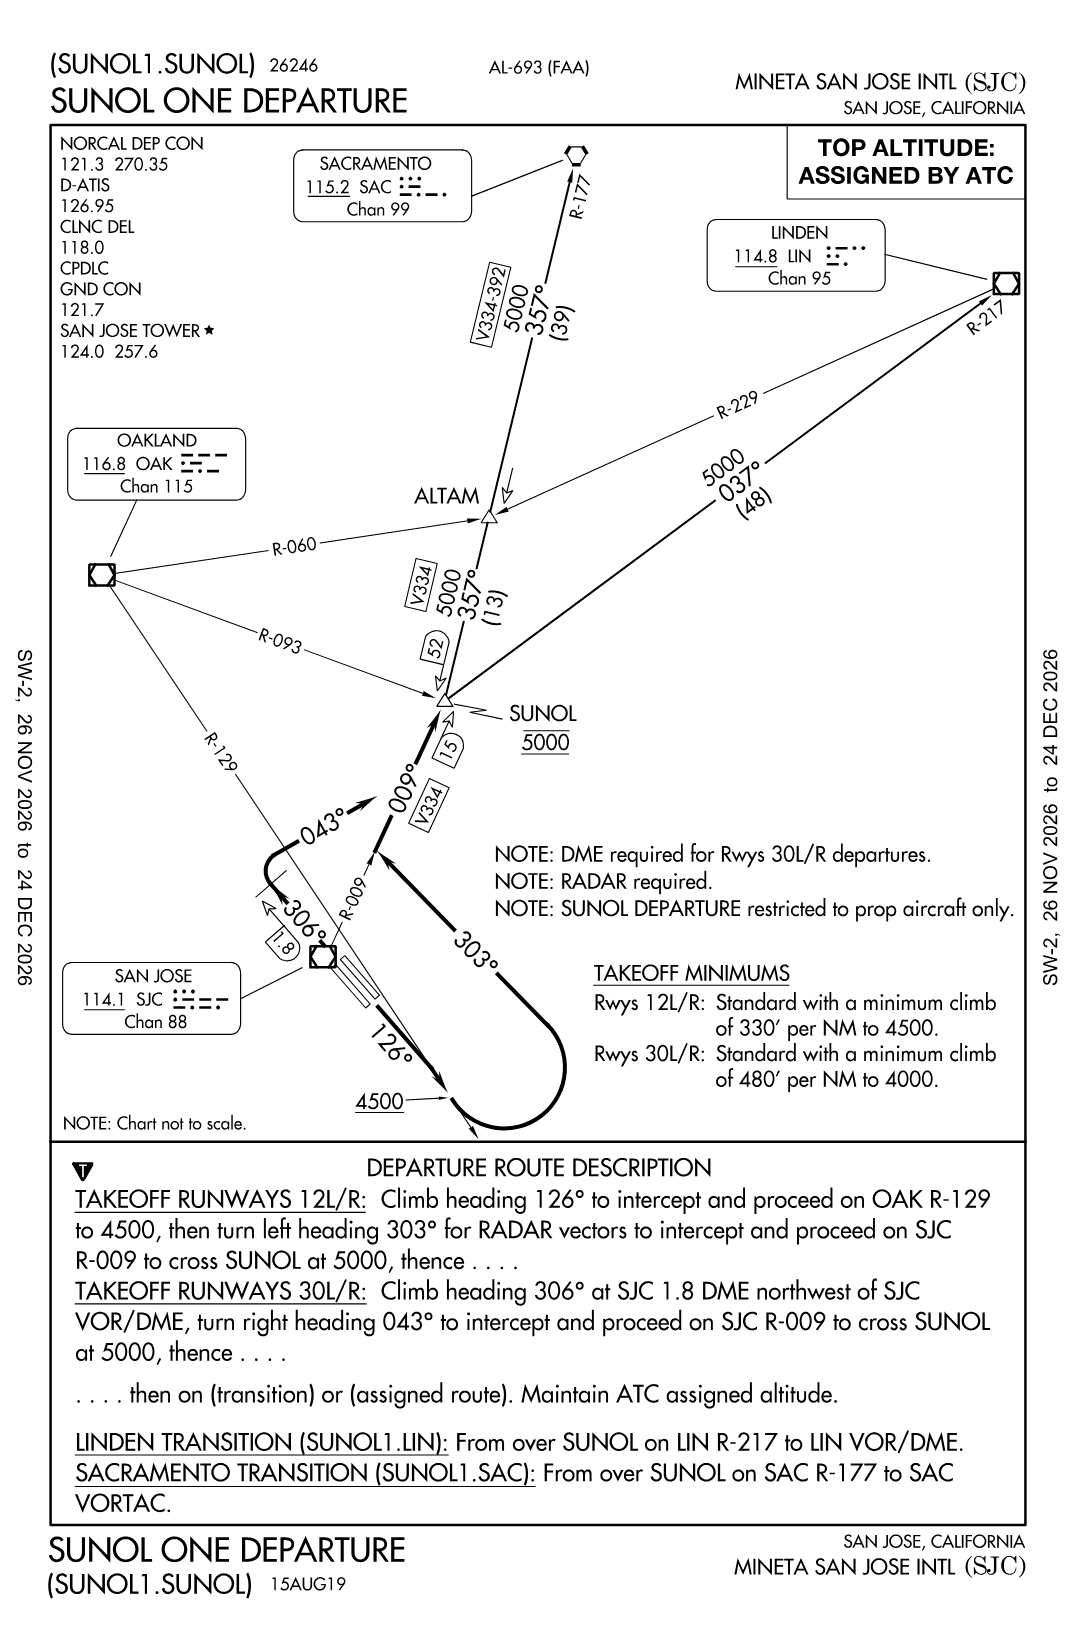 (SUNOL1.SUNOL) 26246
SUNOL ONE DEPARTURE
AL-693 (FAA)
MINETA SAN JOSE INTL (SJC)
SAN JOSE, CALIFORNIA
NORCAL DEP CON
121.3 270.35
D-ATIS
126.95
CLNC DEL
118.0
CPDLC
GND CON
121.7
SAN JOSE TOWER ★
124.0 257.6
SACRAMENTO
115.2 SAC
Chan 99
R-177
TOP ALTITUDE:
ASSIGNED BY ATC
LINDEN
114.8 LIN
Chan 95
R-217
V334-392
5000
357°
(39)
R-229
OAKLAND
116.8 OAK
Chan 115
ALTAM
5000
037°
(48)
R-060
V334
5000
357°
(13)
R-093
52
SUNOL
5000
R-129
15
009°
V334
043°
NOTE: DME required for Rwys 30L/R departures.
NOTE: RADAR required.
NOTE: SUNOL DEPARTURE restricted to prop aircraft only.
R-009
306°
1.8
303°
SAN JOSE
114.1 SJC
Chan 88
TAKEOFF MINIMUMS
Rwys 12L/R: Standard with a minimum climb
of 330′ per NM to 4500.
Rwys 30L/R: Standard with a minimum climb
of 480′ per NM to 4000.
126°
4500
NOTE: Chart not to scale.
SW-2, 26 NOV 2026 to 24 DEC 2026
SW-2, 26 NOV 2026 to 24 DEC 2026
T
DEPARTURE ROUTE DESCRIPTION
TAKEOFF RUNWAYS 12L/R: Climb heading 126° to intercept and proceed on OAK R-129
to 4500, then turn left heading 303° for RADAR vectors to intercept and proceed on SJC
R-009 to cross SUNOL at 5000, thence . . . .
TAKEOFF RUNWAYS 30L/R: Climb heading 306° at SJC 1.8 DME northwest of SJC
VOR/DME, turn right heading 043° to intercept and proceed on SJC R-009 to cross SUNOL
at 5000, thence . . . .
. . . . then on (transition) or (assigned route). Maintain ATC assigned altitude.
LINDEN TRANSITION (SUNOL1.LIN): From over SUNOL on LIN R-217 to LIN VOR/DME.
SACRAMENTO TRANSITION (SUNOL1.SAC): From over SUNOL on SAC R-177 to SAC
VORTAC.
SUNOL ONE DEPARTURE
(SUNOL1.SUNOL) 15AUG19
SAN JOSE, CALIFORNIA
MINETA SAN JOSE INTL (SJC)